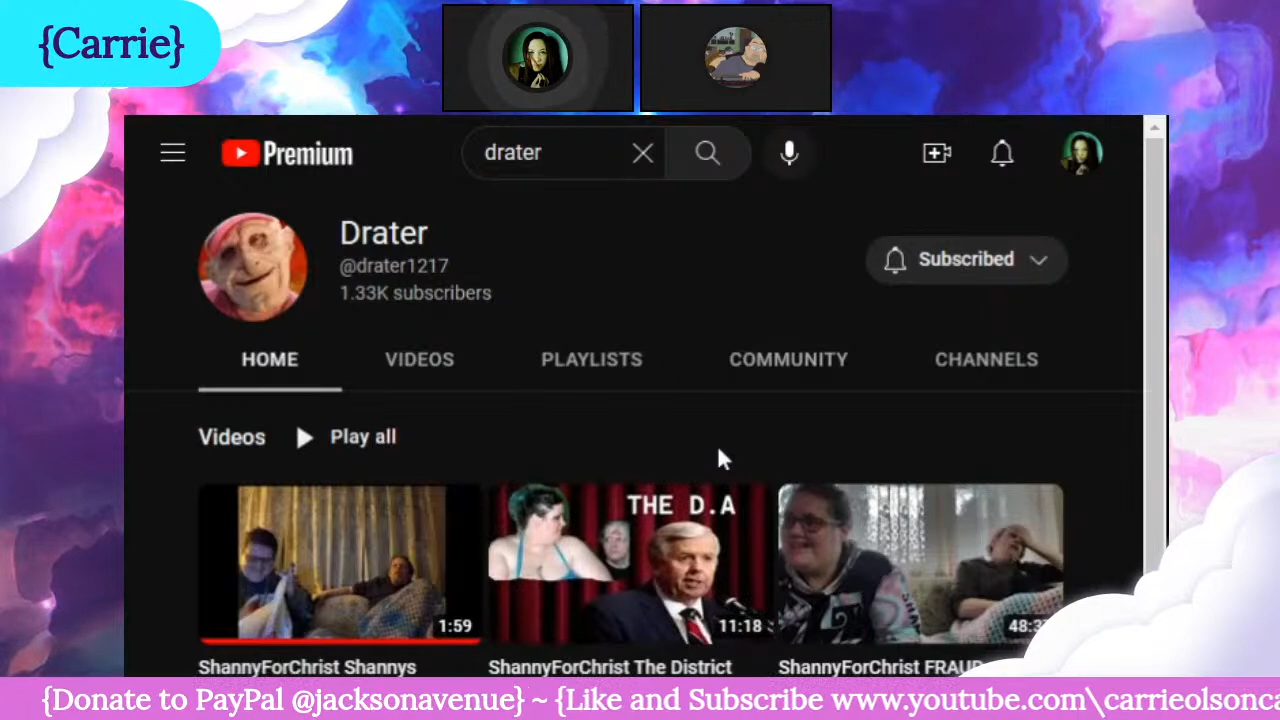 {Carrie}
Premium
drater
Drater
@drater1217
1.33K subscribers
Subscribed
HOME
VIDEOS
PLAYLISTS
COMMUNITY
CHANNELS
Videos
Play all
THE D.A
1:59
11:18
ShannyForChrist Shannys
ShannyForChrist The District
ShannyForChrist FRAUD
{Donate to PayPal @jacksonavenue} ~ {Like and Subscribe www.youtube.com\carrieolsonca